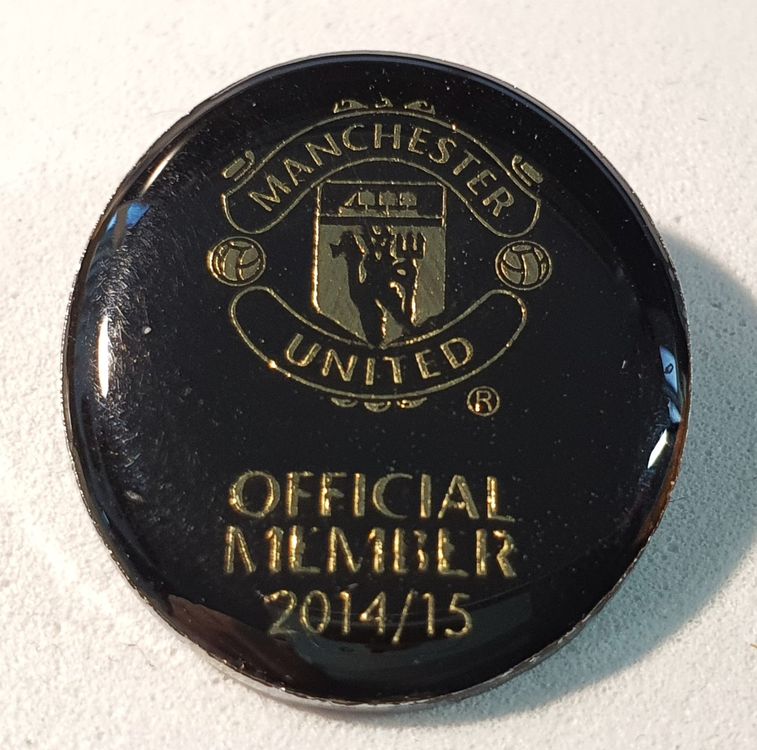 MANCHESTER
UNITED
®
OFFICIAL
MEMBER
2014/15